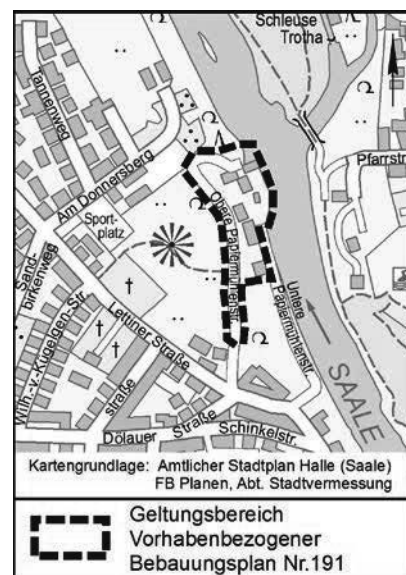 Schleuse
Trotha
Tannenweg
Pfarrstr.
Am Donnersberg
Sport-
platz
Obere Papiermühlenstr.
Sand-
birkenweg
Wilh.-v.-Kügelgen-Str.
Lettiner Straße
Untere
Papiermühlenstr.
straße
SAALE
Dölauer Straße
Schinkelstr.
Kartengrundlage: Amtlicher Stadtplan Halle (Saale)
FB Planen, Abt. Stadtvermessung
Geltungsbereich
Vorhabenbezogener
Bebauungsplan Nr.191